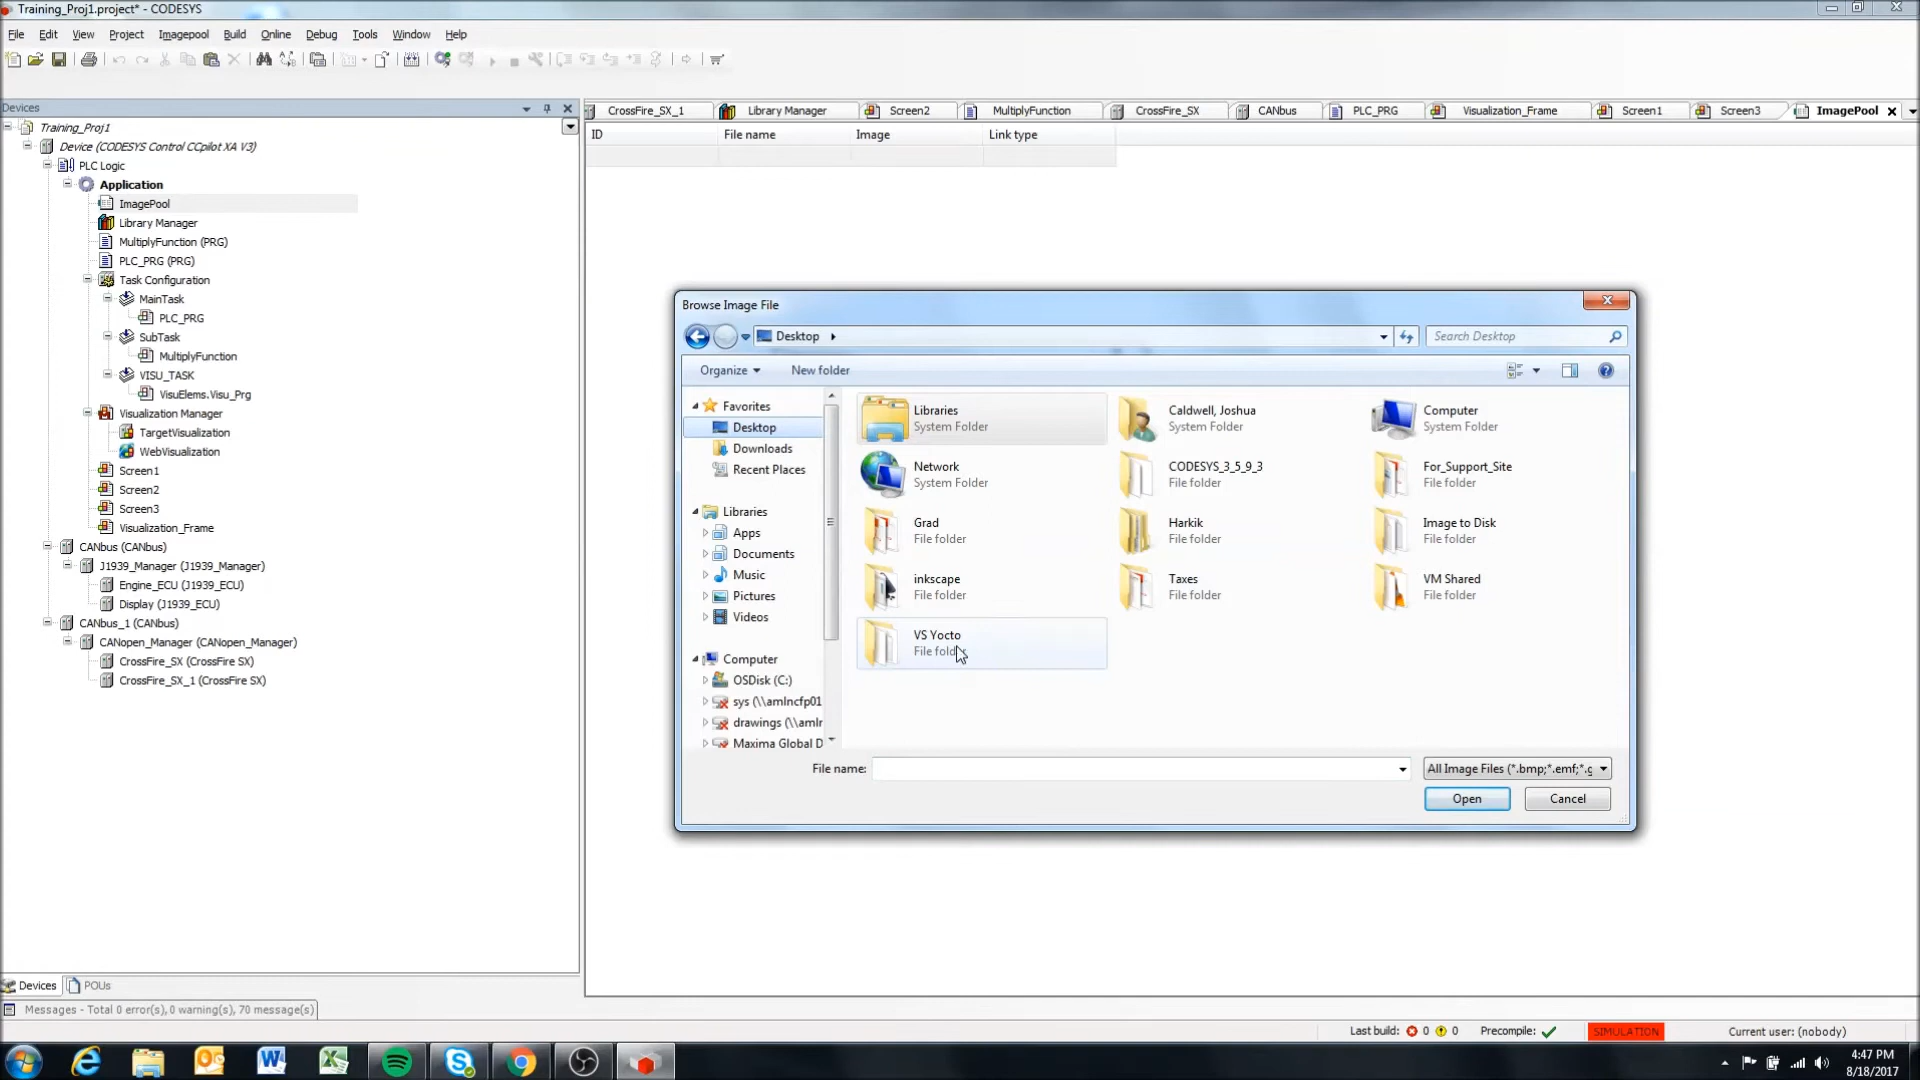 Training_Proj1.project* - CODESYS
File Edit View Project Imagepool Build Online Debug Tools Window Help
Devices
CrossFire_SX_1 Library Manager Screen2 MultiplyFunction CrossFire_SX CANbus PLC_PRG Visualization_Frame Screen1 Screen3 ImagePool
ID File name Image Link type
Training_Proj1
Device (CODESYS Control CCpilot XA V3)
PLC Logic
Application
ImagePool
Library Manager
MultiplyFunction (PRG)
PLC_PRG (PRG)
Task Configuration
MainTask
PLC_PRG
SubTask
MultiplyFunction
VISU_TASK
VisuElems.Visu_Prg
Visualization Manager
TargetVisualization
WebVisualization
Screen1
Screen2
Screen3
Visualization_Frame
CANbus (CANbus)
J1939_Manager (J1939_Manager)
Engine_ECU (J1939_ECU)
Display (J1939_ECU)
CANbus_1 (CANbus)
CANopen_Manager (CANopen_Manager)
CrossFire_SX (CrossFire SX)
CrossFire_SX_1 (CrossFire SX)
Browse Image File
Desktop
Search Desktop
Organize New folder
Favorites
Desktop
Downloads
Recent Places
Libraries
Apps
Documents
Music
Pictures
Videos
Computer
OSDisk (C:)
sys (\\amlncfp01
drawings (\\amlr
Maxima Global D
Libraries
System Folder
Caldwell, Joshua
System Folder
Computer
System Folder
Network
System Folder
CODESYS_3_5_9_3
File folder
For_Support_Site
File folder
Grad
File folder
Harkik
File folder
Image to Disk
File folder
inkscape
File folder
Taxes
File folder
VM Shared
File folder
VS Yocto
File folder
File name:
All Image Files (*.bmp;*.emf;*.g
Open Cancel
Devices POUs
Messages - Total 0 error(s), 0 warning(s), 70 message(s)
Last build: 0 0 Precompile: SIMULATION Current user: (nobody)
4:47 PM
8/18/2017